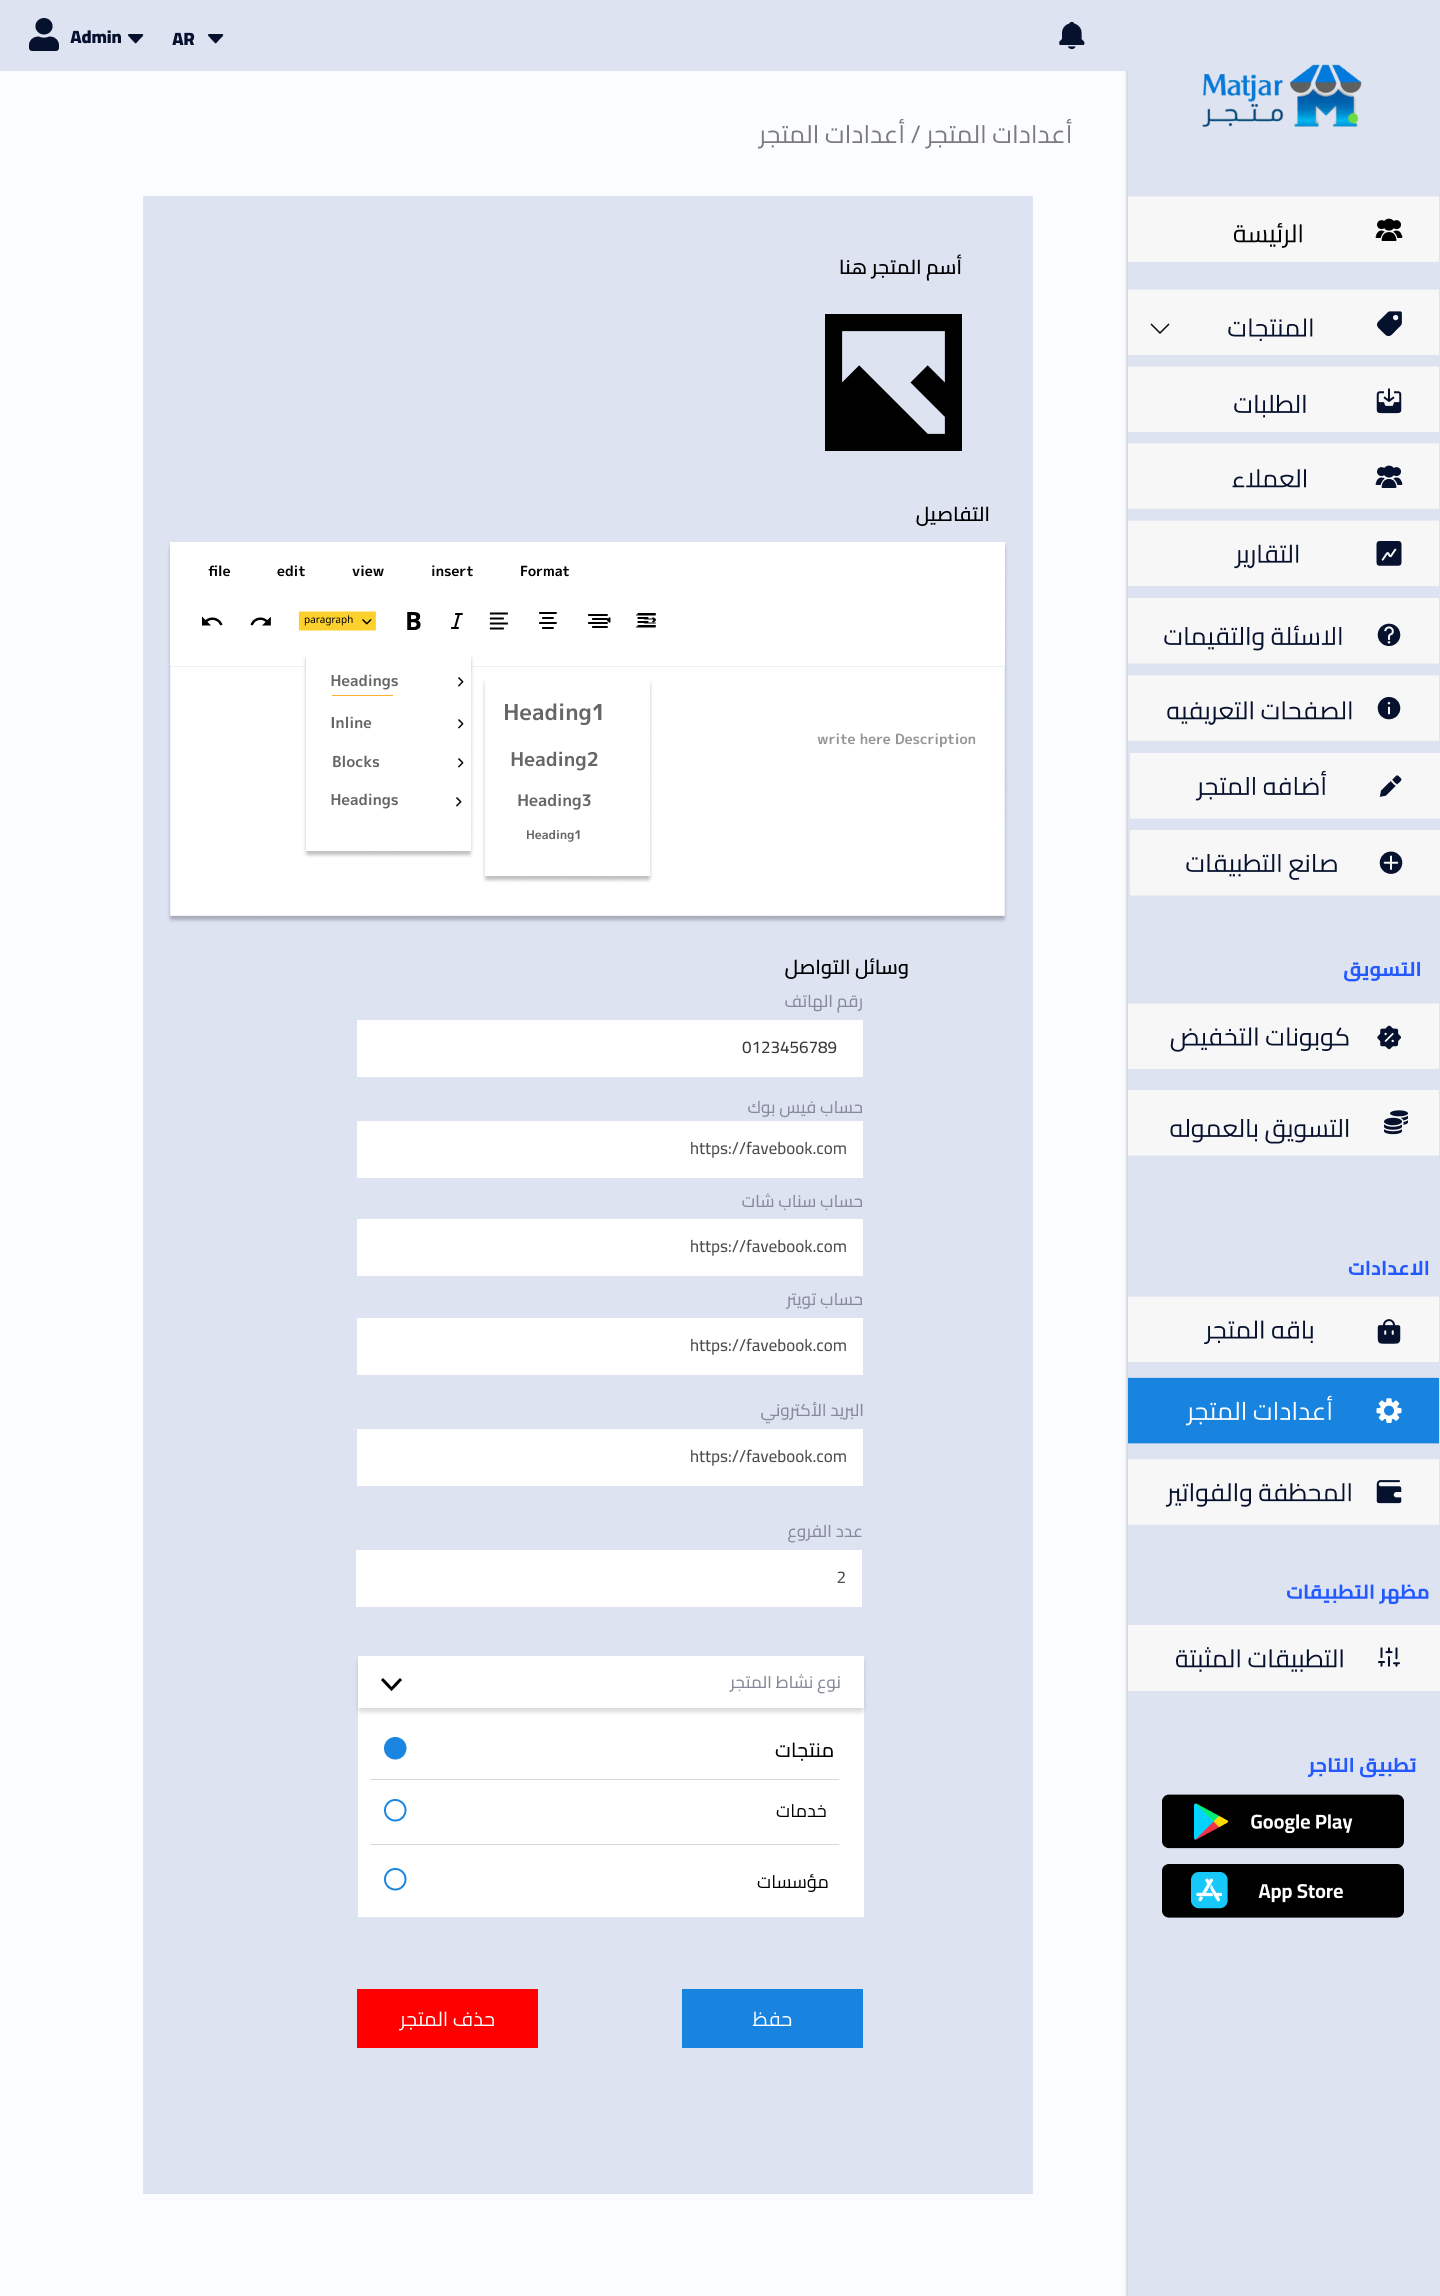 Admin
AR
Matjar
متجر
أعدادات المتجر / أعدادات المتجر
الرئيسة
المنتجات
الطلبات
العملاء
التقارير
الاسئلة والتقيمات
الصفحات التعريفيه
أضافه المتجر
صانع التطبيقات
التسويق
كوبونات التخفيض
التسويق بالعموله
الاعدادات
باقه المتجر
أعدادات المتجر
المحظفة والفواتير
مظهر التطبيقات
التطبيقات المثبتة
تطبيق التاجر
Google Play
App Store
أسم المتجر هنا
التفاصيل
file edit view insert Format
paragraph B I
Headings
Inline
Blocks
Headings
Heading1
Heading2
Heading3
Heading1
write here Description
وسائل التواصل
رقم الهاتف
0123456789
حساب فيس بوك
https://favebook.com
حساب سناب شات
https://favebook.com
حساب تويتر
https://favebook.com
البريد الأكتروني
https://favebook.com
عدد الفروع
2
نوع نشاط المتجر
منتجات
خدمات
مؤسسات
حفظ
حذف المتجر